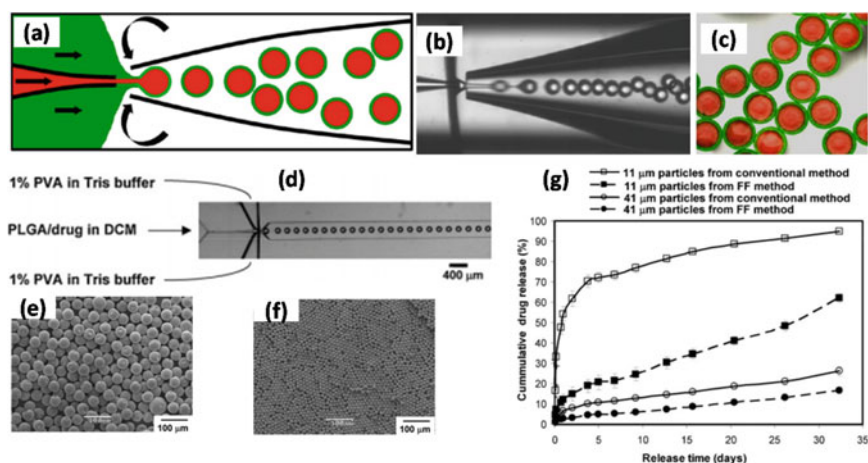 (a)
(b)
(c)
1% PVA in Tris buffer
PLGA/drug in DCM
1% PVA in Tris buffer
(d)
400 µm
(e)
100 µm
(f)
100 µm
(g)
11 µm particles from conventional method
11 µm particles from FF method
41 µm particles from conventional method
41 µm particles from FF method
Cummulative drug release (%)
100
90
80
70
60
50
40
30
20
10
0
0 5 10 15 20 25 30 35
Release time (days)